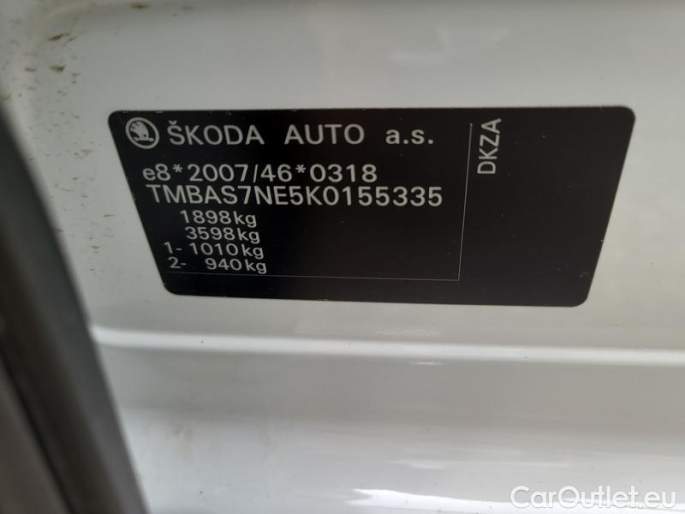 ŠKODA AUTO a.s.
e8*2007/46*0318
TMBAS7NE5K0155335
1898kg
3598kg
1- 1010kg
2- 940kg
DKZA
CarOutlet.eu